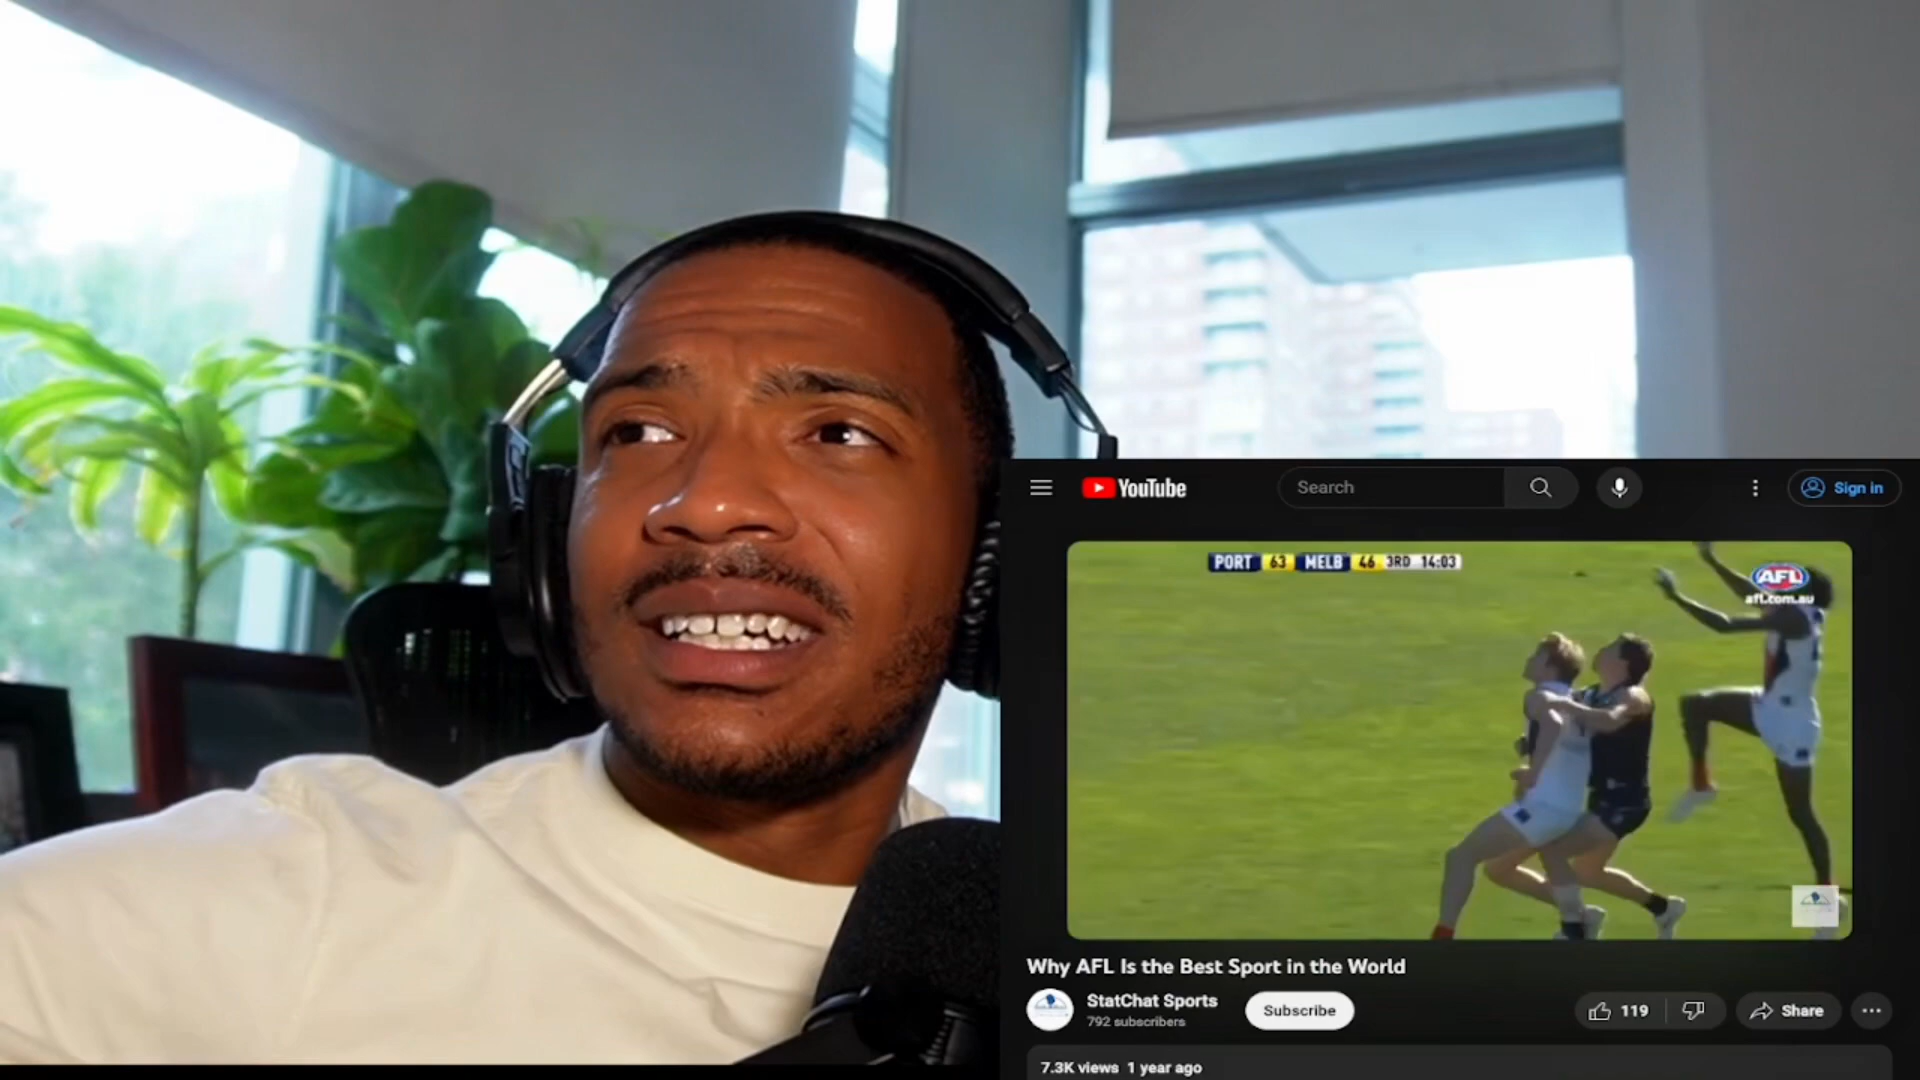 YouTube
Search
Sign in
PORT 63 MELB 46 3RD 14:03
AFL
afl.com.au
Why AFL Is the Best Sport in the World
StatChat Sports
792 subscribers
Subscribe
119
Share
7.3K views 1 year ago